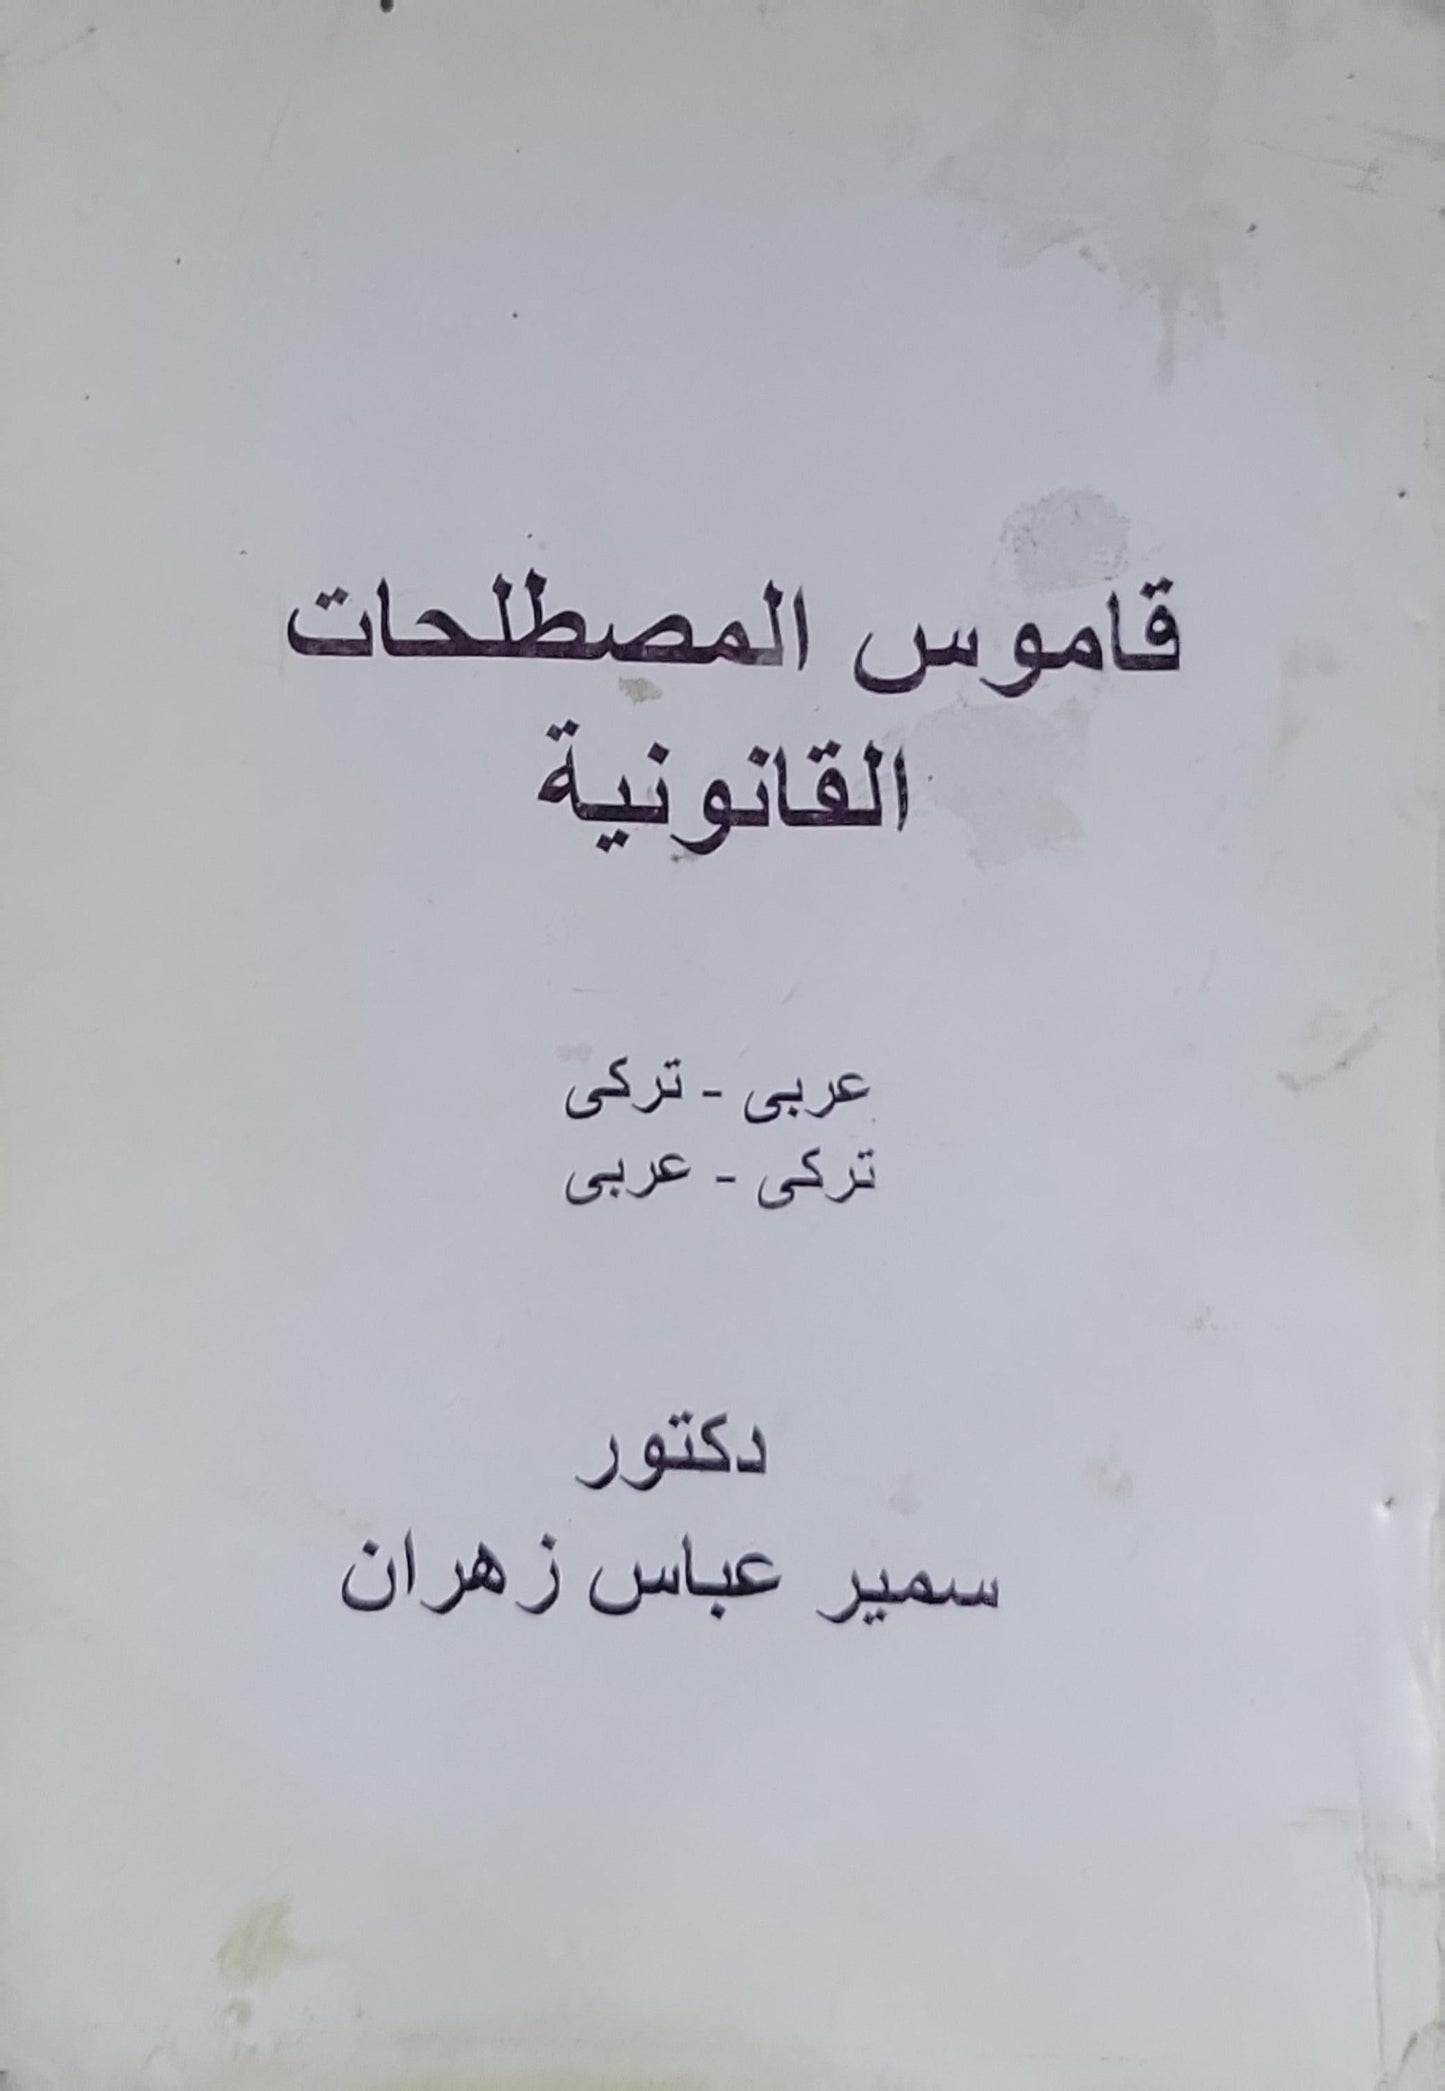 قاموس المصطلحات
القانونية
عربى - تركى
تركى - عربى
دكتور
سمير عباس زهران